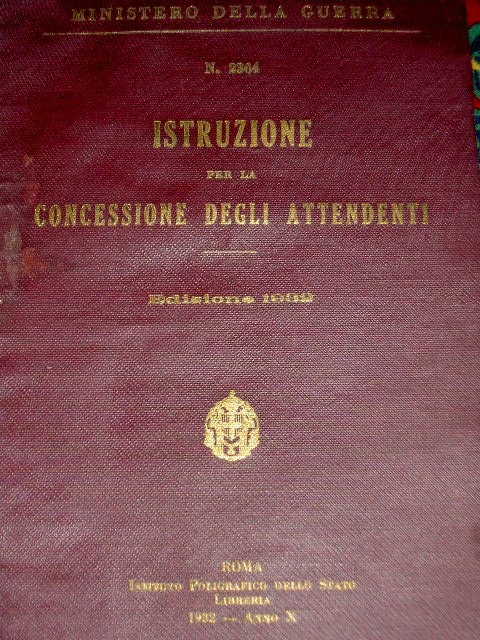 MINISTERO DELLA GUERRA
N. 2364
ISTRUZIONE
PER LA
CONCESSIONE DEGLI ATTENDENTI
Edizione 1932
ROMA
ISTITUTO POLIGRAFICO DELLO STATO
LIBRERIA
1932 — ANNO X